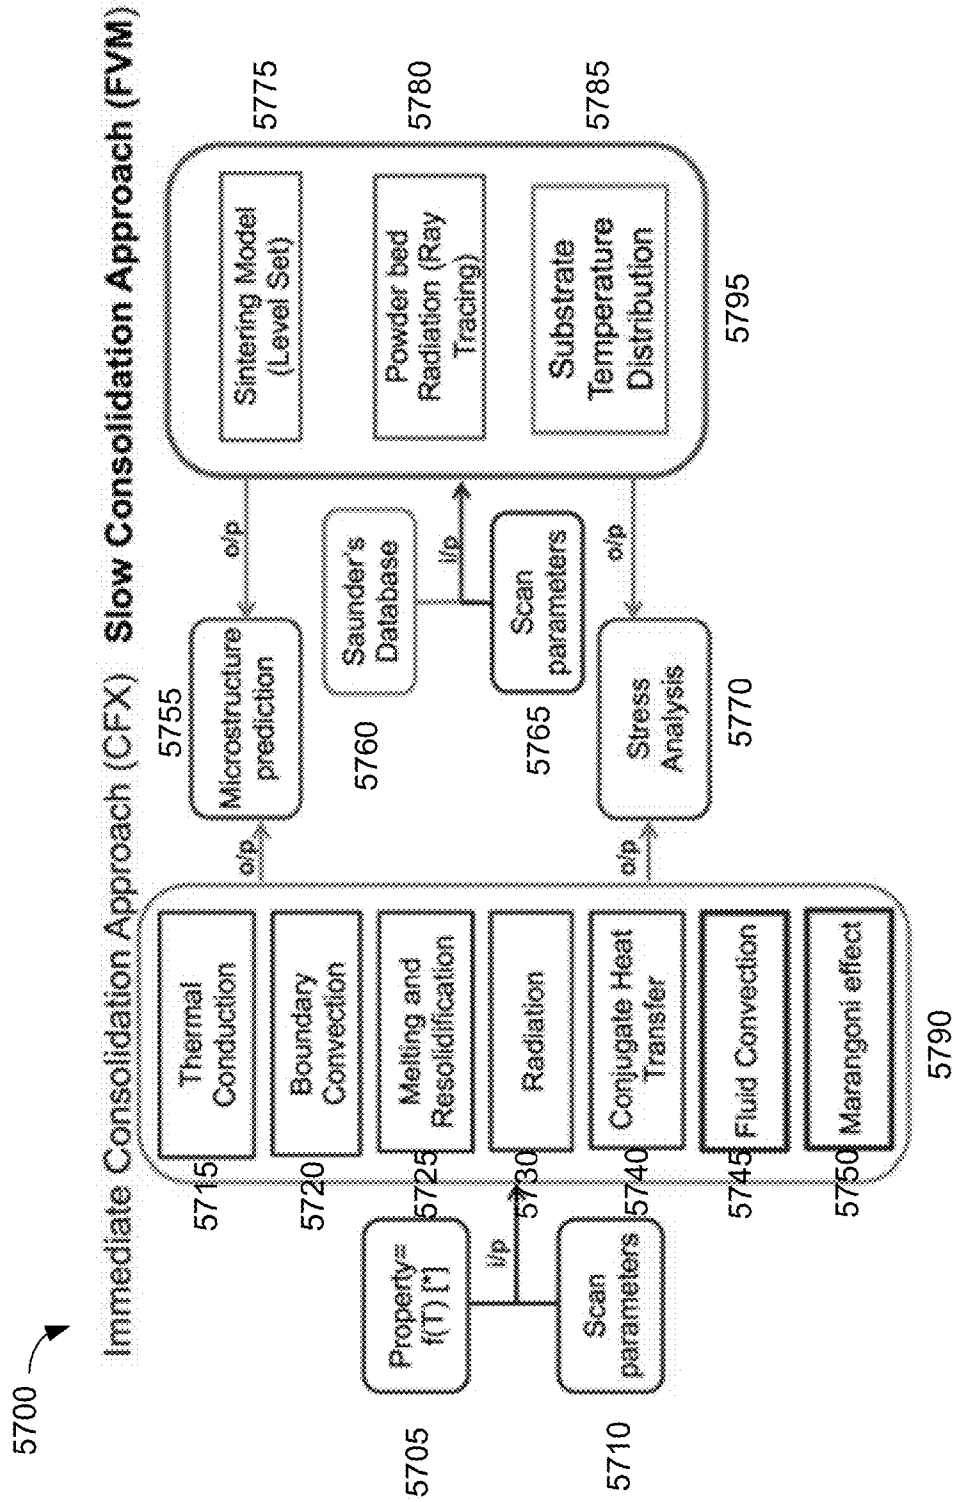 5700
Immediate Consolidation Approach (CFX)
Slow Consolidation Approach (FVM)
5705
Property=
f(T) [*]
5710
Scan
parameters
i/p
5715
Thermal
Conduction
5720
Boundary
Convection
5725
Melting and
Resolidification
5730
Radiation
5740
Conjugate Heat
Transfer
5745
Fluid Convection
5750
Marangoni effect
5790
o/p
o/p
5755
Microstructure
prediction
5760
Saunder's
Database
5765
Scan
parameters
5770
Stress
Analysis
o/p
i/p
o/p
5775
Sintering Model
(Level Set)
5780
Powder bed
Radiation (Ray
Tracing)
5785
Substrate
Temperature
Distribution
5795